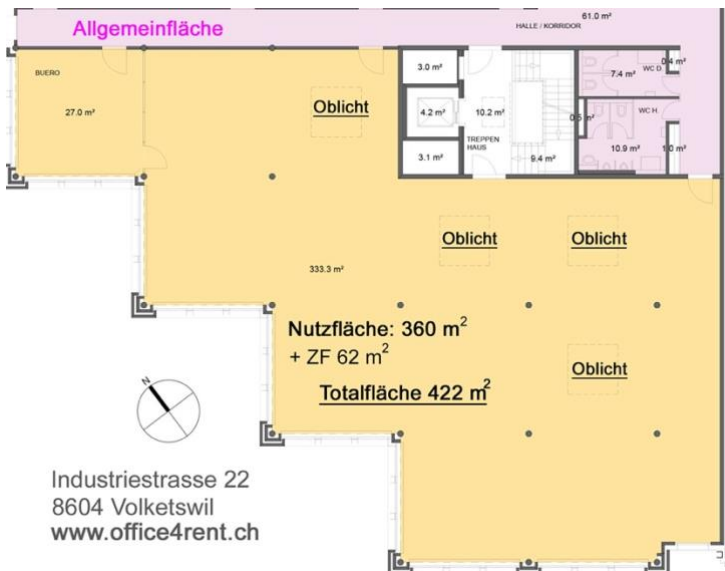 61.0 m²
HALLE / KORRIDOR
Allgemeinfläche
BUERO
27.0 m²
Oblicht
3.0 m²
4.2 m²
3.1 m²
10.2 m²
TREPPEN
HAUS
9.4 m²
0.4 m²
WC D.
7.4 m²
0.5 m²
WC H.
10.9 m²
1.0 m²
Oblicht
Oblicht
333.3 m²
Nutzfläche: 360 m²
+ ZF 62 m²
Totalfläche 422 m²
Oblicht
N
Industriestrasse 22
8604 Volketswil
www.office4rent.ch